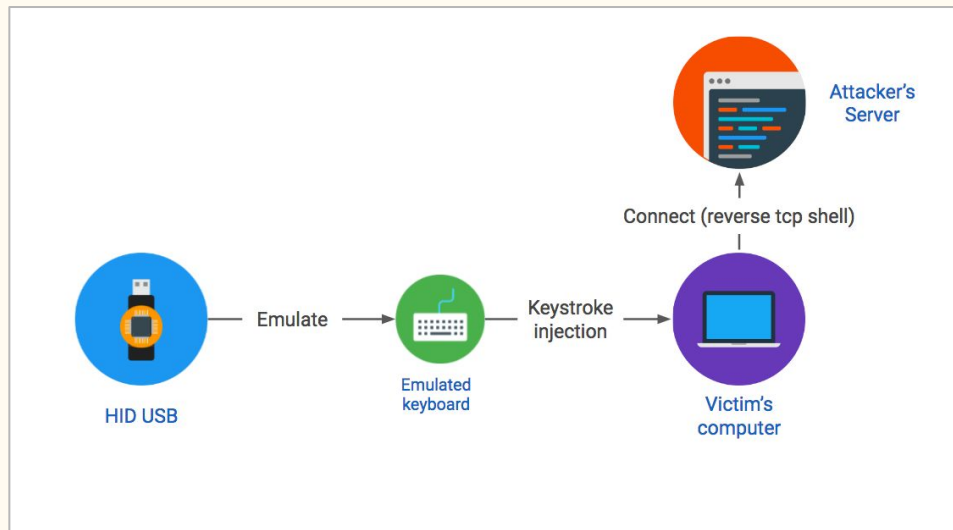 Attacker's
Server
Connect (reverse tcp shell)
Emulate
Keystroke
injection
Emulated
keyboard
HID USB
Victim's
computer